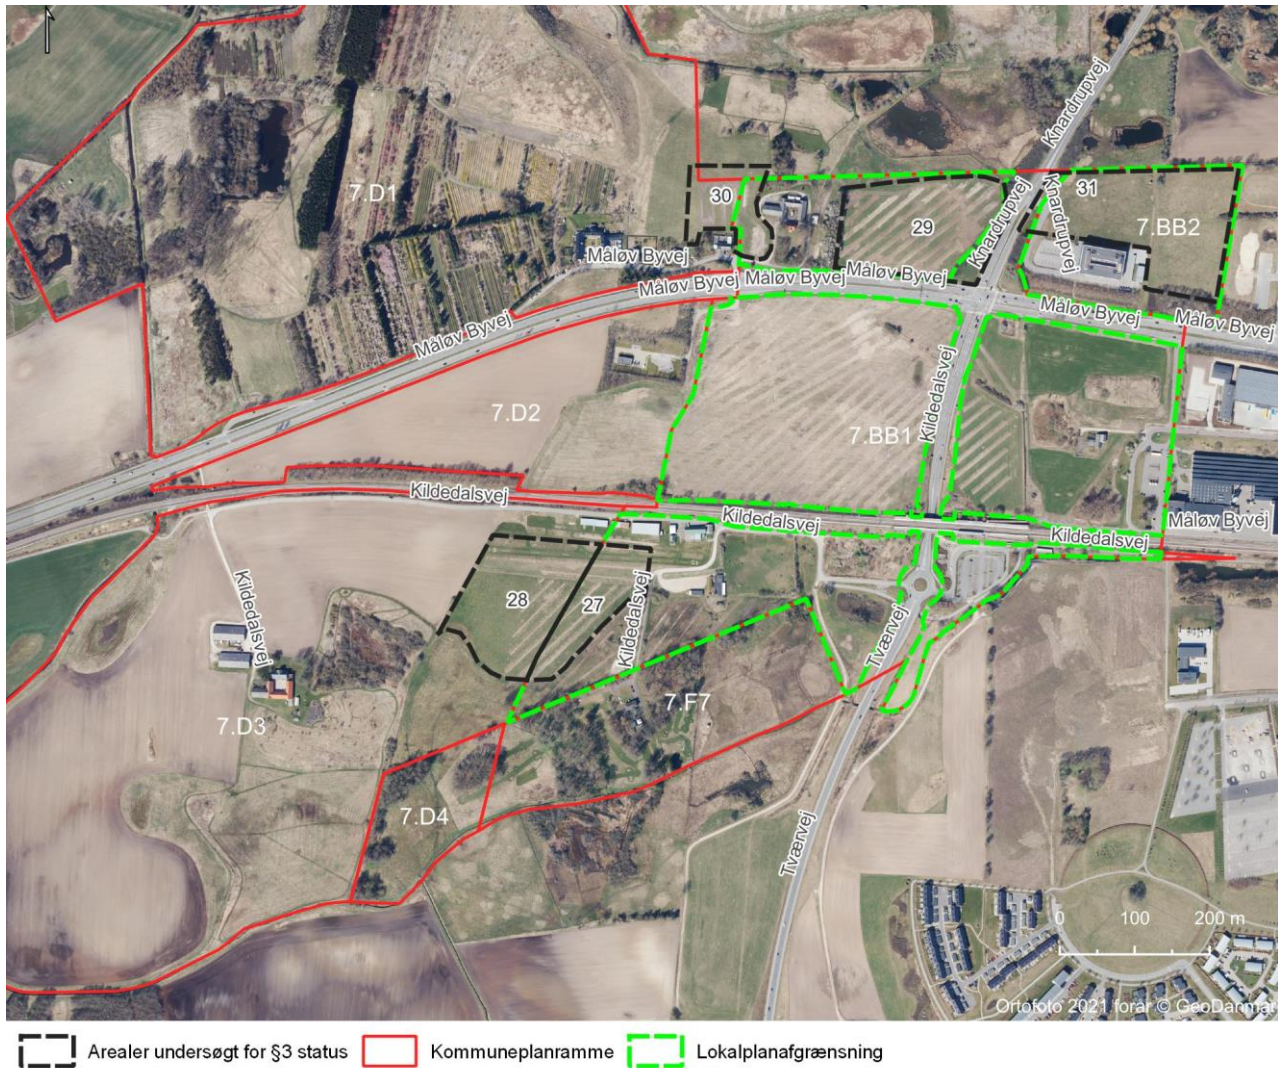 Knardrupvej
7.D1
30
31
Knardrupvej
Knardrupvej
29
7.BB2
Måløv Byvej
Måløv Byvej
Måløv Byvej
Måløv Byvej
Måløv Byvej
Måløv Byvej
Måløv Byvej
Kildedalsvej
7.D2
7.BB1
Kildedalsvej
Kildedalsvej
Måløv Byvej
Kildedalsvej
Kildedalsvej
28
27
Kildedalsvej
Tværvej
7.D3
7.F7
7.D4
Tværvej
0 100 200 m
Ortofoto 2021 forår © GeoDanmar
Arealer undersøgt for §3 status Kommuneplanramme Lokalplanafgrænsning